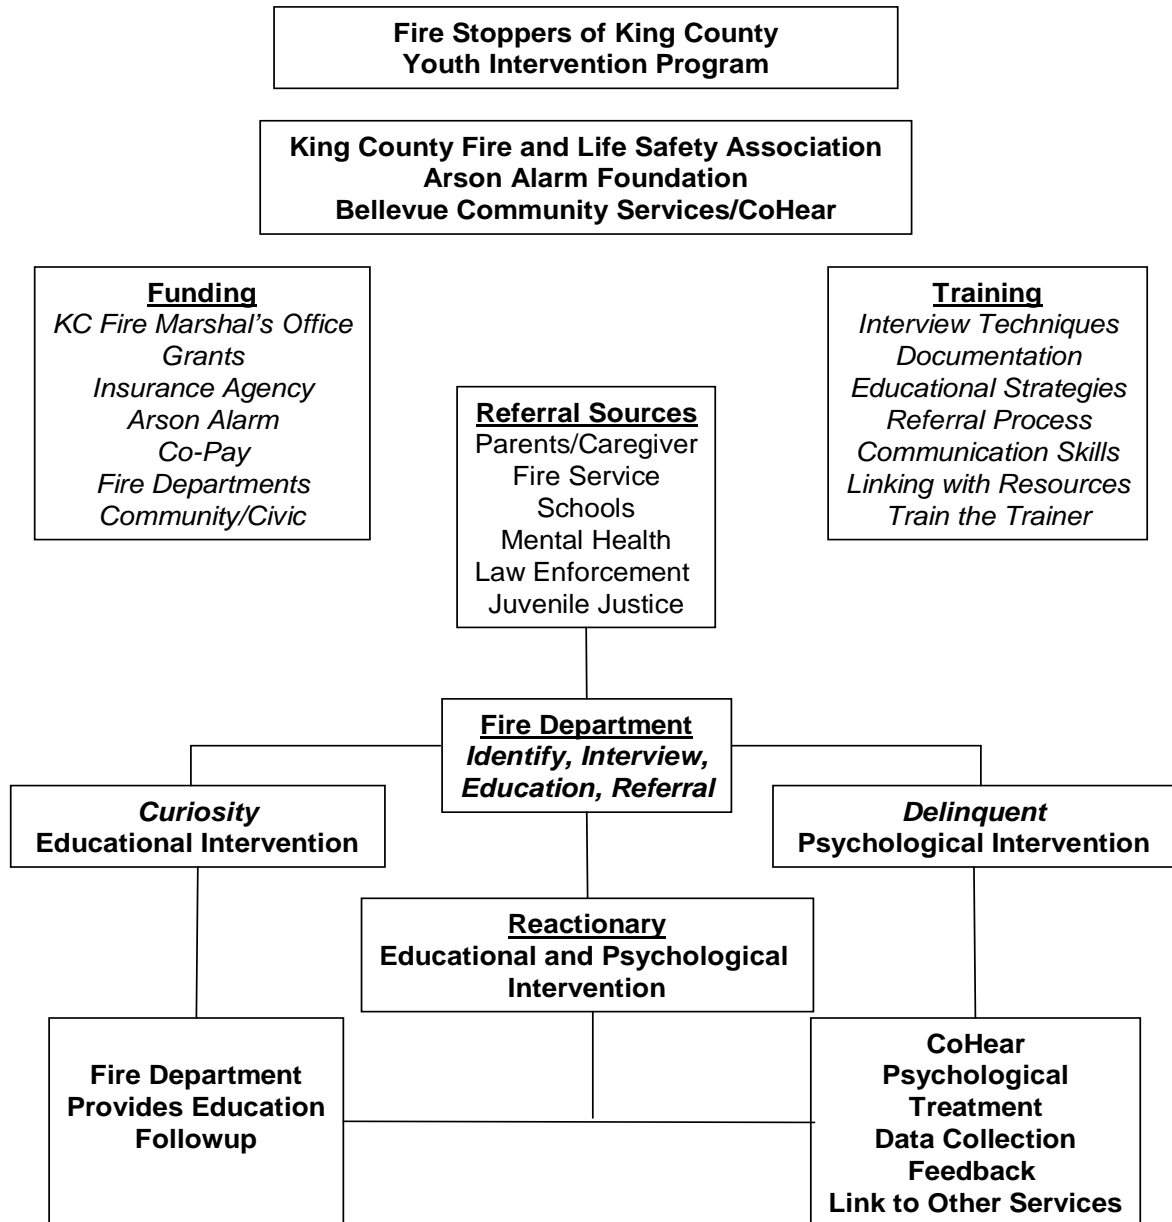 Fire Stoppers of King County
Youth Intervention Program
King County Fire and Life Safety Association
Arson Alarm Foundation
Bellevue Community Services/CoHear
Funding
KC Fire Marshal’s Office
Grants
Insurance Agency
Arson Alarm
Co-Pay
Fire Departments
Community/Civic
Training
Interview Techniques
Documentation
Educational Strategies
Referral Process
Communication Skills
Linking with Resources
Train the Trainer
Referral Sources
Parents/Caregiver
Fire Service
Schools
Mental Health
Law Enforcement
Juvenile Justice
Fire Department
Identify, Interview,
Education, Referral
Curiosity
Educational Intervention
Delinquent
Psychological Intervention
Reactionary
Educational and Psychological
Intervention
Fire Department
Provides Education
Followup
CoHear
Psychological
Treatment
Data Collection
Feedback
Link to Other Services